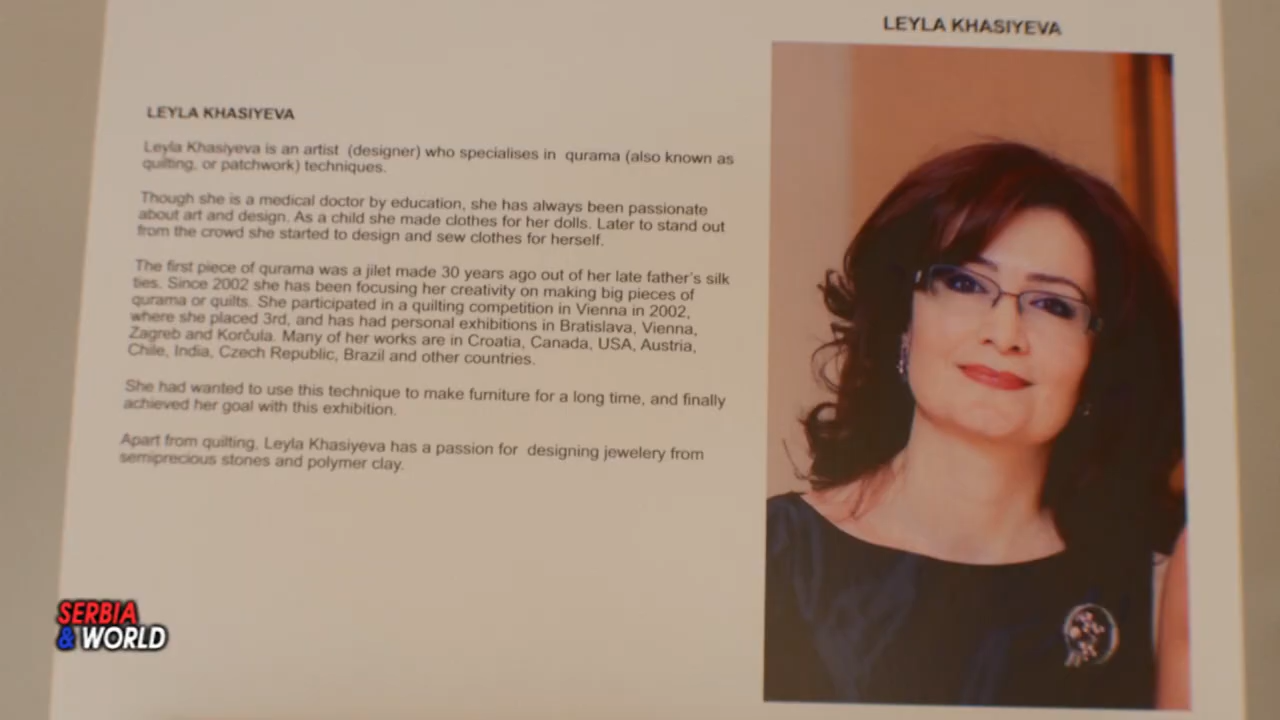 LEYLA KHASIYEVA
LEYLA KHASIYEVA
Leyla Khasiyeva is an artist (designer) who specialises in qurama (also known as
quilting, or patchwork) techniques.
Though she is a medical doctor by education, she has always been passionate
about art and design. As a child she made clothes for her dolls. Later to stand out
from the crowd she started to design and sew clothes for herself.
The first piece of qurama was a jilet made 30 years ago out of her late father's silk
ties. Since 2002 she has been focusing her creativity on making big pieces of
qurama or quilts. She participated in a quilting competition in Vienna in 2002,
where she placed 3rd, and has had personal exhibitions in Bratislava, Vienna,
Zagreb and Korčula. Many of her works are in Croatia, Canada, USA, Austria,
Chile, India, Czech Republic, Brazil and other countries.
She had wanted to use this technique to make furniture for a long time, and finally
achieved her goal with this exhibition.
Apart from quilting, Leyla Khasiyeva has a passion for designing jewelery from
semiprecious stones and polymer clay.
SERBIA
& WORLD